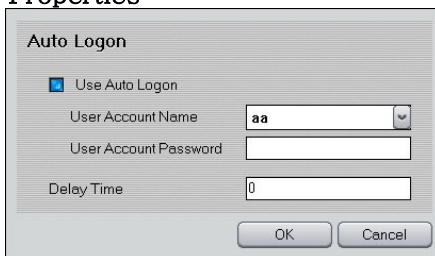 Properties
Auto Logon
Use Auto Logon
User Account Name aa
User Account Password
Delay Time 0
OK Cancel